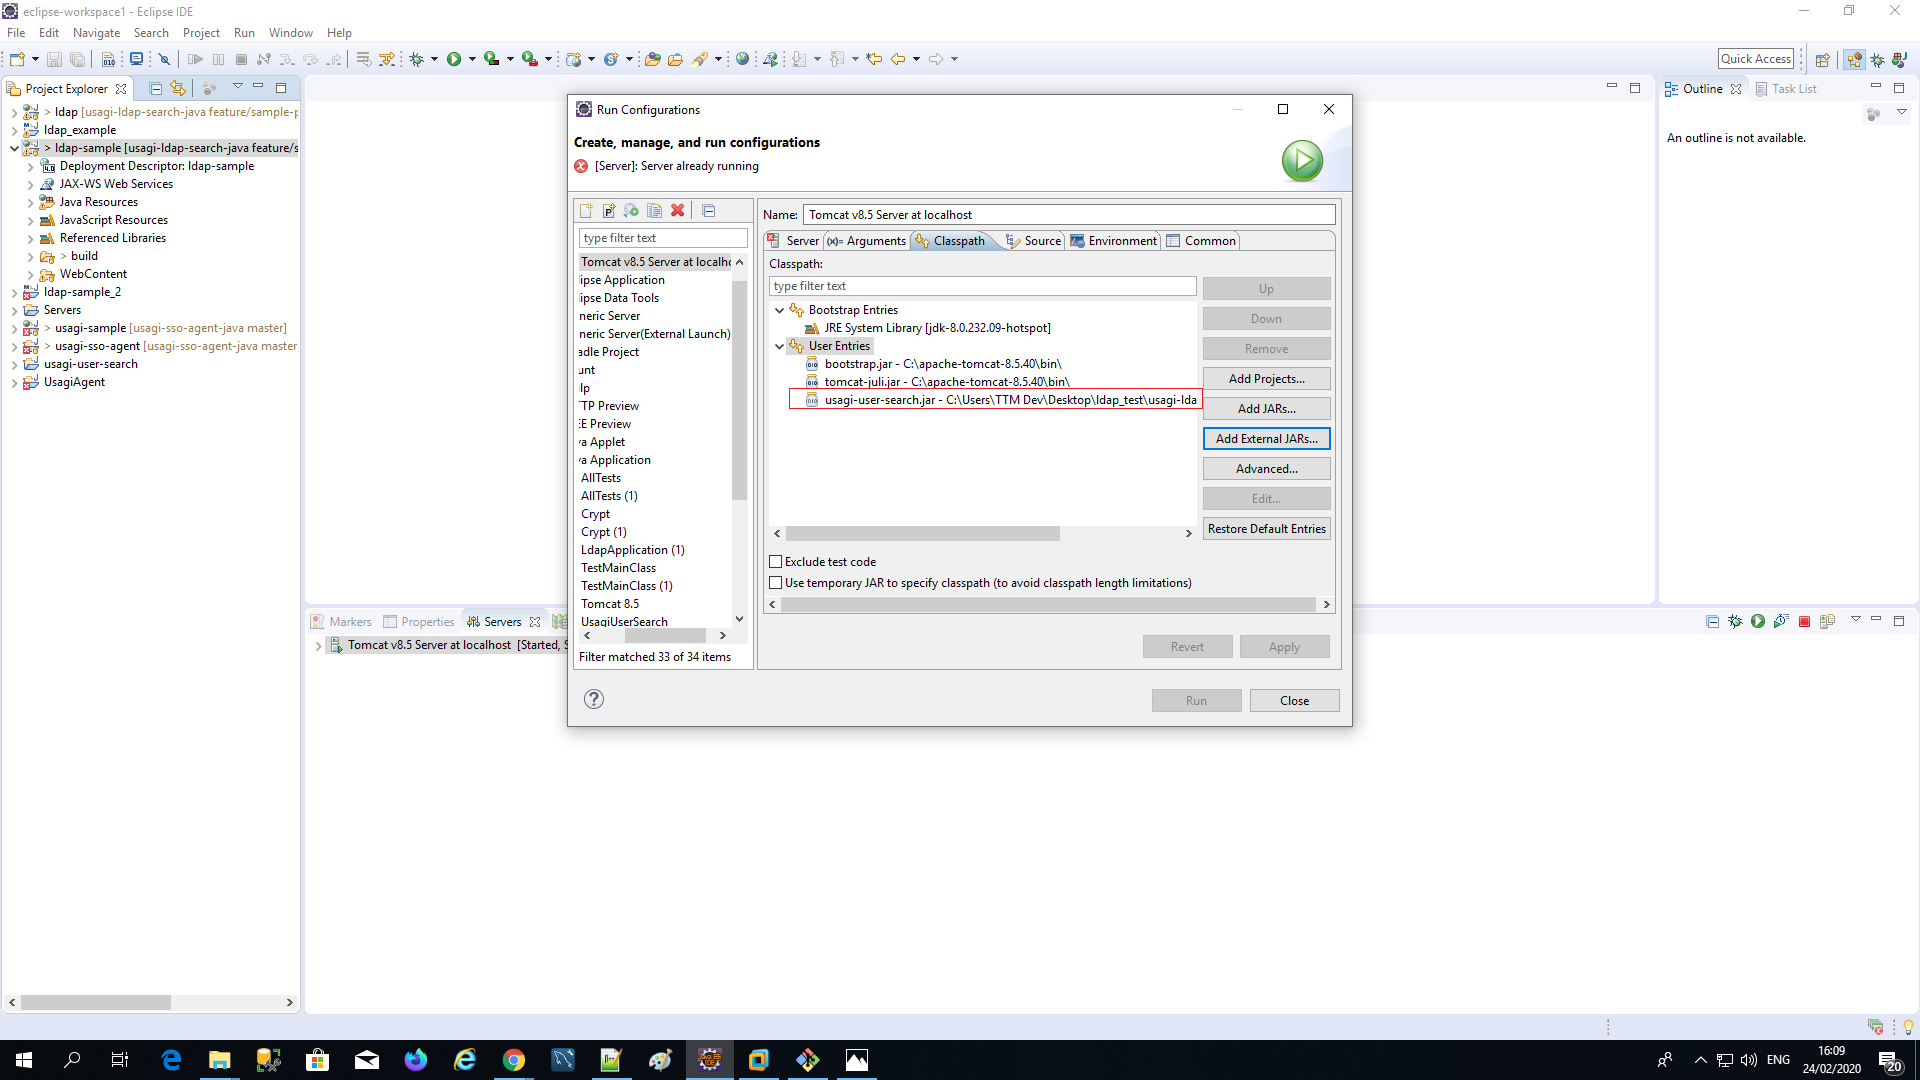 eclipse-workspace1 - Eclipse IDE
File Edit Navigate Search Project Run Window Help
Quick Access
Project Explorer
> ldap [usagi-ldap-search-java feature/sample-p
ldap_example
> ldap-sample [usagi-ldap-search-java feature/s
Deployment Descriptor: ldap-sample
JAX-WS Web Services
Java Resources
JavaScript Resources
Referenced Libraries
> build
WebContent
ldap-sample_2
Servers
> usagi-sample [usagi-sso-agent-java master]
> usagi-sso-agent [usagi-sso-agent-java master
usagi-user-search
UsagiAgent
Outline Task List
An outline is not available.
Markers Properties Servers
Tomcat v8.5 Server at localhost [Started, S
Run Configurations
Create, manage, and run configurations
[Server]: Server already running
type filter text
Tomcat v8.5 Server at localho
lipse Application
lipse Data Tools
neric Server
neric Server(External Launch)
adle Project
unt
lp
TTP Preview
EE Preview
va Applet
va Application
AllTests
AllTests (1)
Crypt
Crypt (1)
LdapApplication (1)
TestMainClass
TestMainClass (1)
Tomcat 8.5
UsagiUserSearch
Filter matched 33 of 34 items
Name: Tomcat v8.5 Server at localhost
Server (x)= Arguments Classpath Source Environment Common
Classpath:
type filter text
Bootstrap Entries
JRE System Library [jdk-8.0.232.09-hotspot]
User Entries
bootstrap.jar - C:\apache-tomcat-8.5.40\bin\
tomcat-juli.jar - C:\apache-tomcat-8.5.40\bin\
usagi-user-search.jar - C:\Users\TTM Dev\Desktop\ldap_test\usagi-lda
Up
Down
Remove
Add Projects...
Add JARs...
Add External JARs...
Advanced...
Edit...
Restore Default Entries
Exclude test code
Use temporary JAR to specify classpath (to avoid classpath length limitations)
Revert Apply
Run Close
ENG
16:09
24/02/2020
20